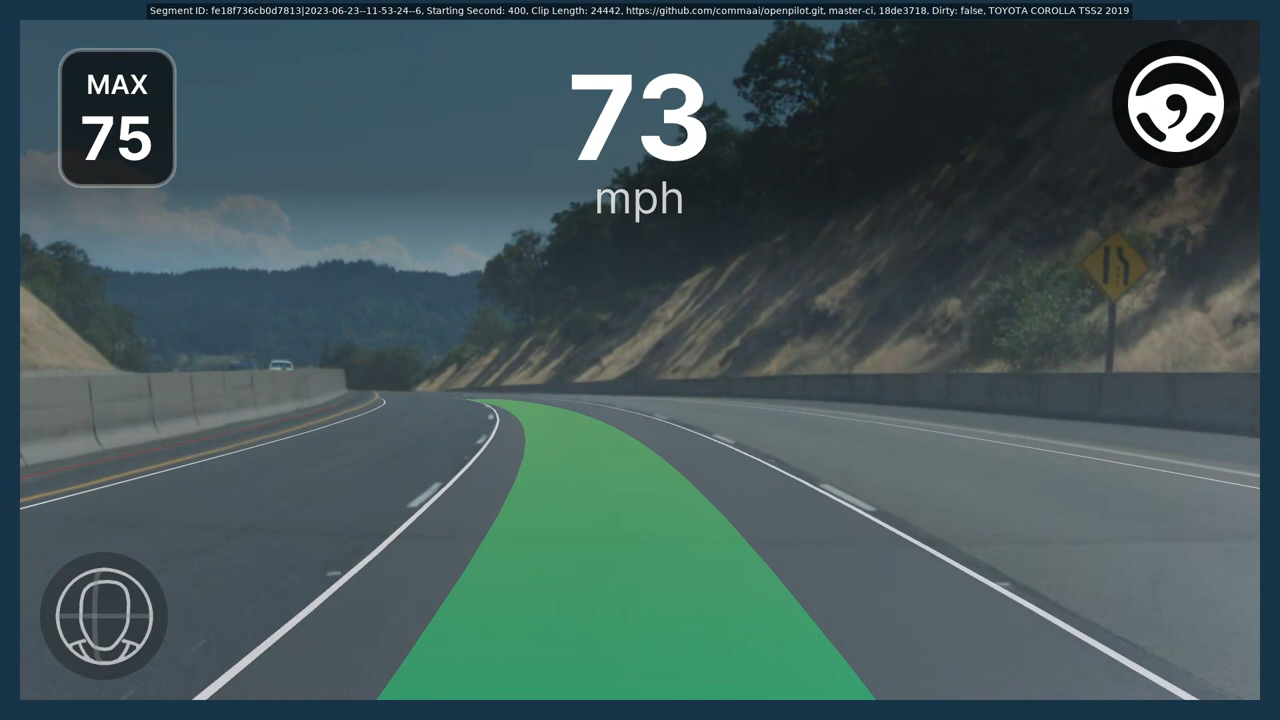 Segment ID: fe18f736cb0d7813|2023-06-23--11-53-24--6, Starting Second: 400, Clip Length: 24442, https://github.com/commaai/openpilot.git, master-ci, 18de3718, Dirty: false, TOYOTA COROLLA TSS2 2019
MAX
75
73
mph